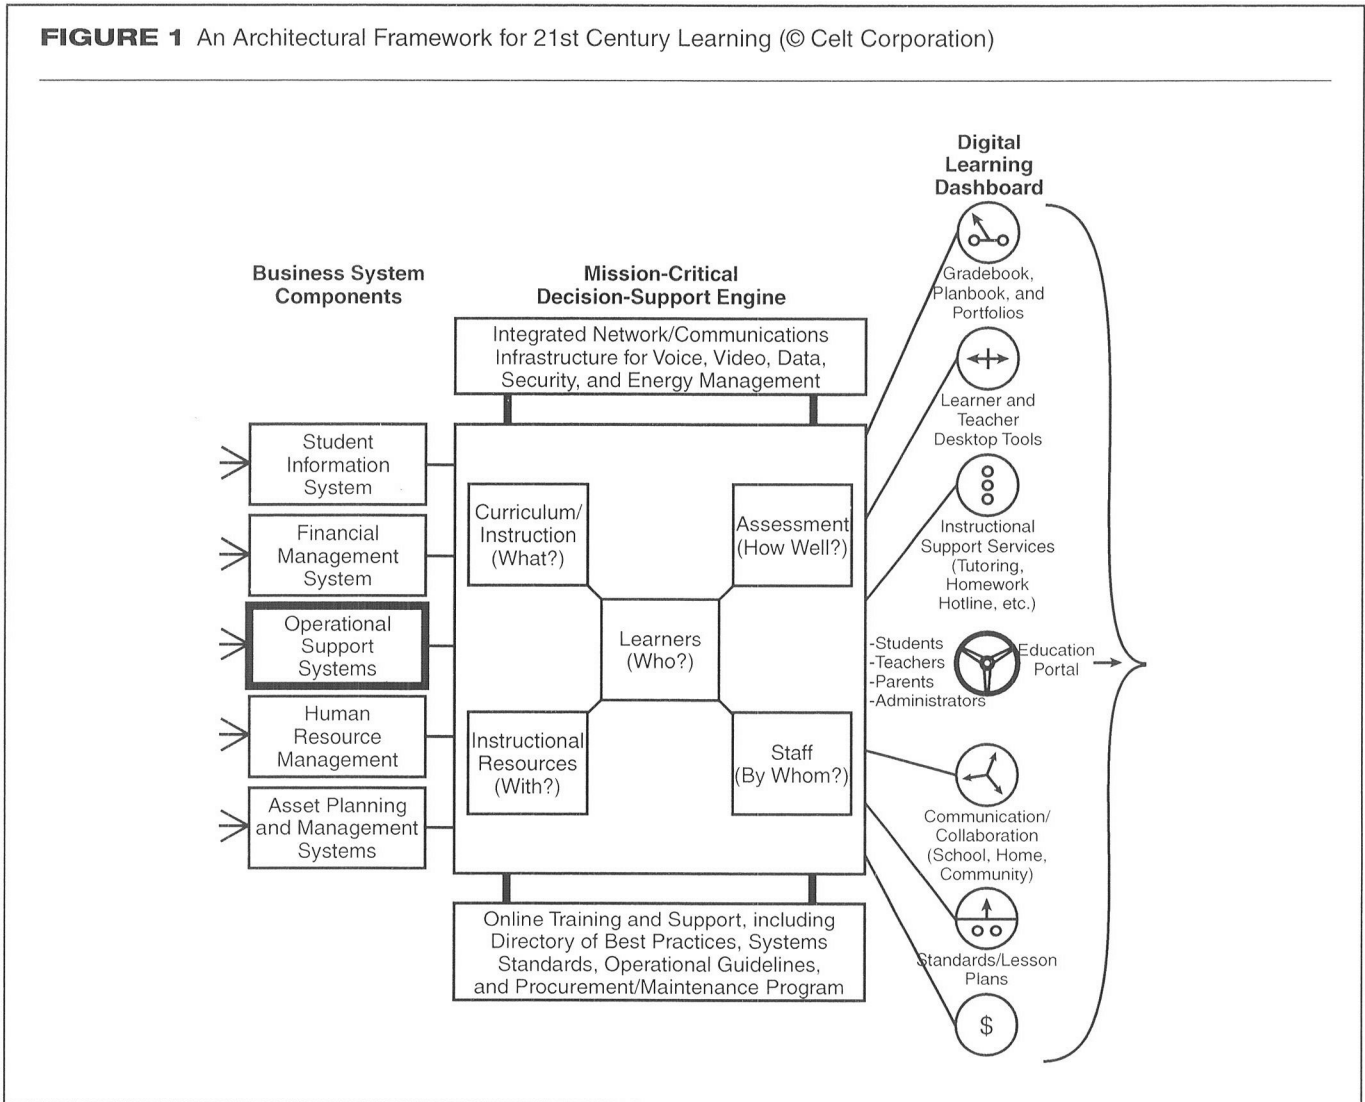 FIGURE 1 An Architectural Framework for 21st Century Learning (© Celt Corporation)
Business System
Components
Student
Information
System
Financial
Management
System
Operational
Support
Systems
Human
Resource
Management
Asset Planning
and Management
Systems
Mission-Critical
Decision-Support Engine
Integrated Network/Communications
Infrastructure for Voice, Video, Data,
Security, and Energy Management
Curriculum/
Instruction
(What?)
Assessment
(How Well?)
Learners
(Who?)
Instructional
Resources
(With?)
Staff
(By Whom?)
Online Training and Support, including
Directory of Best Practices, Systems
Standards, Operational Guidelines,
and Procurement/Maintenance Program
Digital
Learning
Dashboard
Gradebook,
Planbook, and
Portfolios
Learner and
Teacher
Desktop Tools
Instructional
Support Services
(Tutoring,
Homework
Hotline, etc.)
-Students
-Teachers
-Parents
-Administrators
Education
Portal
Communication/
Collaboration
(School, Home,
Community)
Standards/Lesson
Plans
$